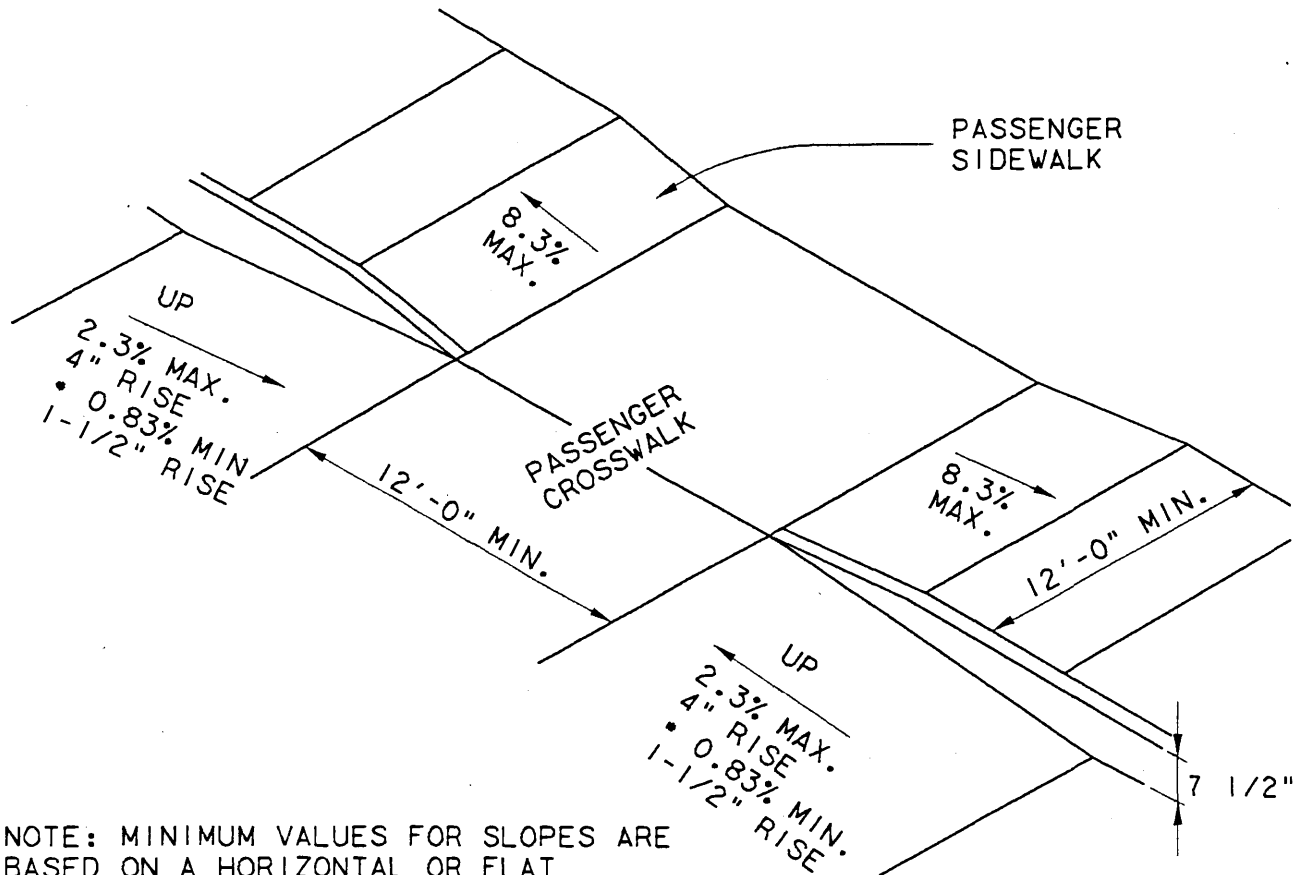 PASSENGER
SIDEWALK
8.3%
MAX.
UP
2.3% MAX.
4" RISE
* 0.83% MIN
1-1/2" RISE
PASSENGER
CROSSWALK
12'-0" MIN.
8.3%
MAX.
12'-0" MIN.
UP
2.3% MAX.
4" RISE
* 0.83% MIN.
1-1/2" RISE
7 1/2"
NOTE: MINIMUM VALUES FOR SLOPES ARE
BASED ON A HORIZONTAL OR FLAT